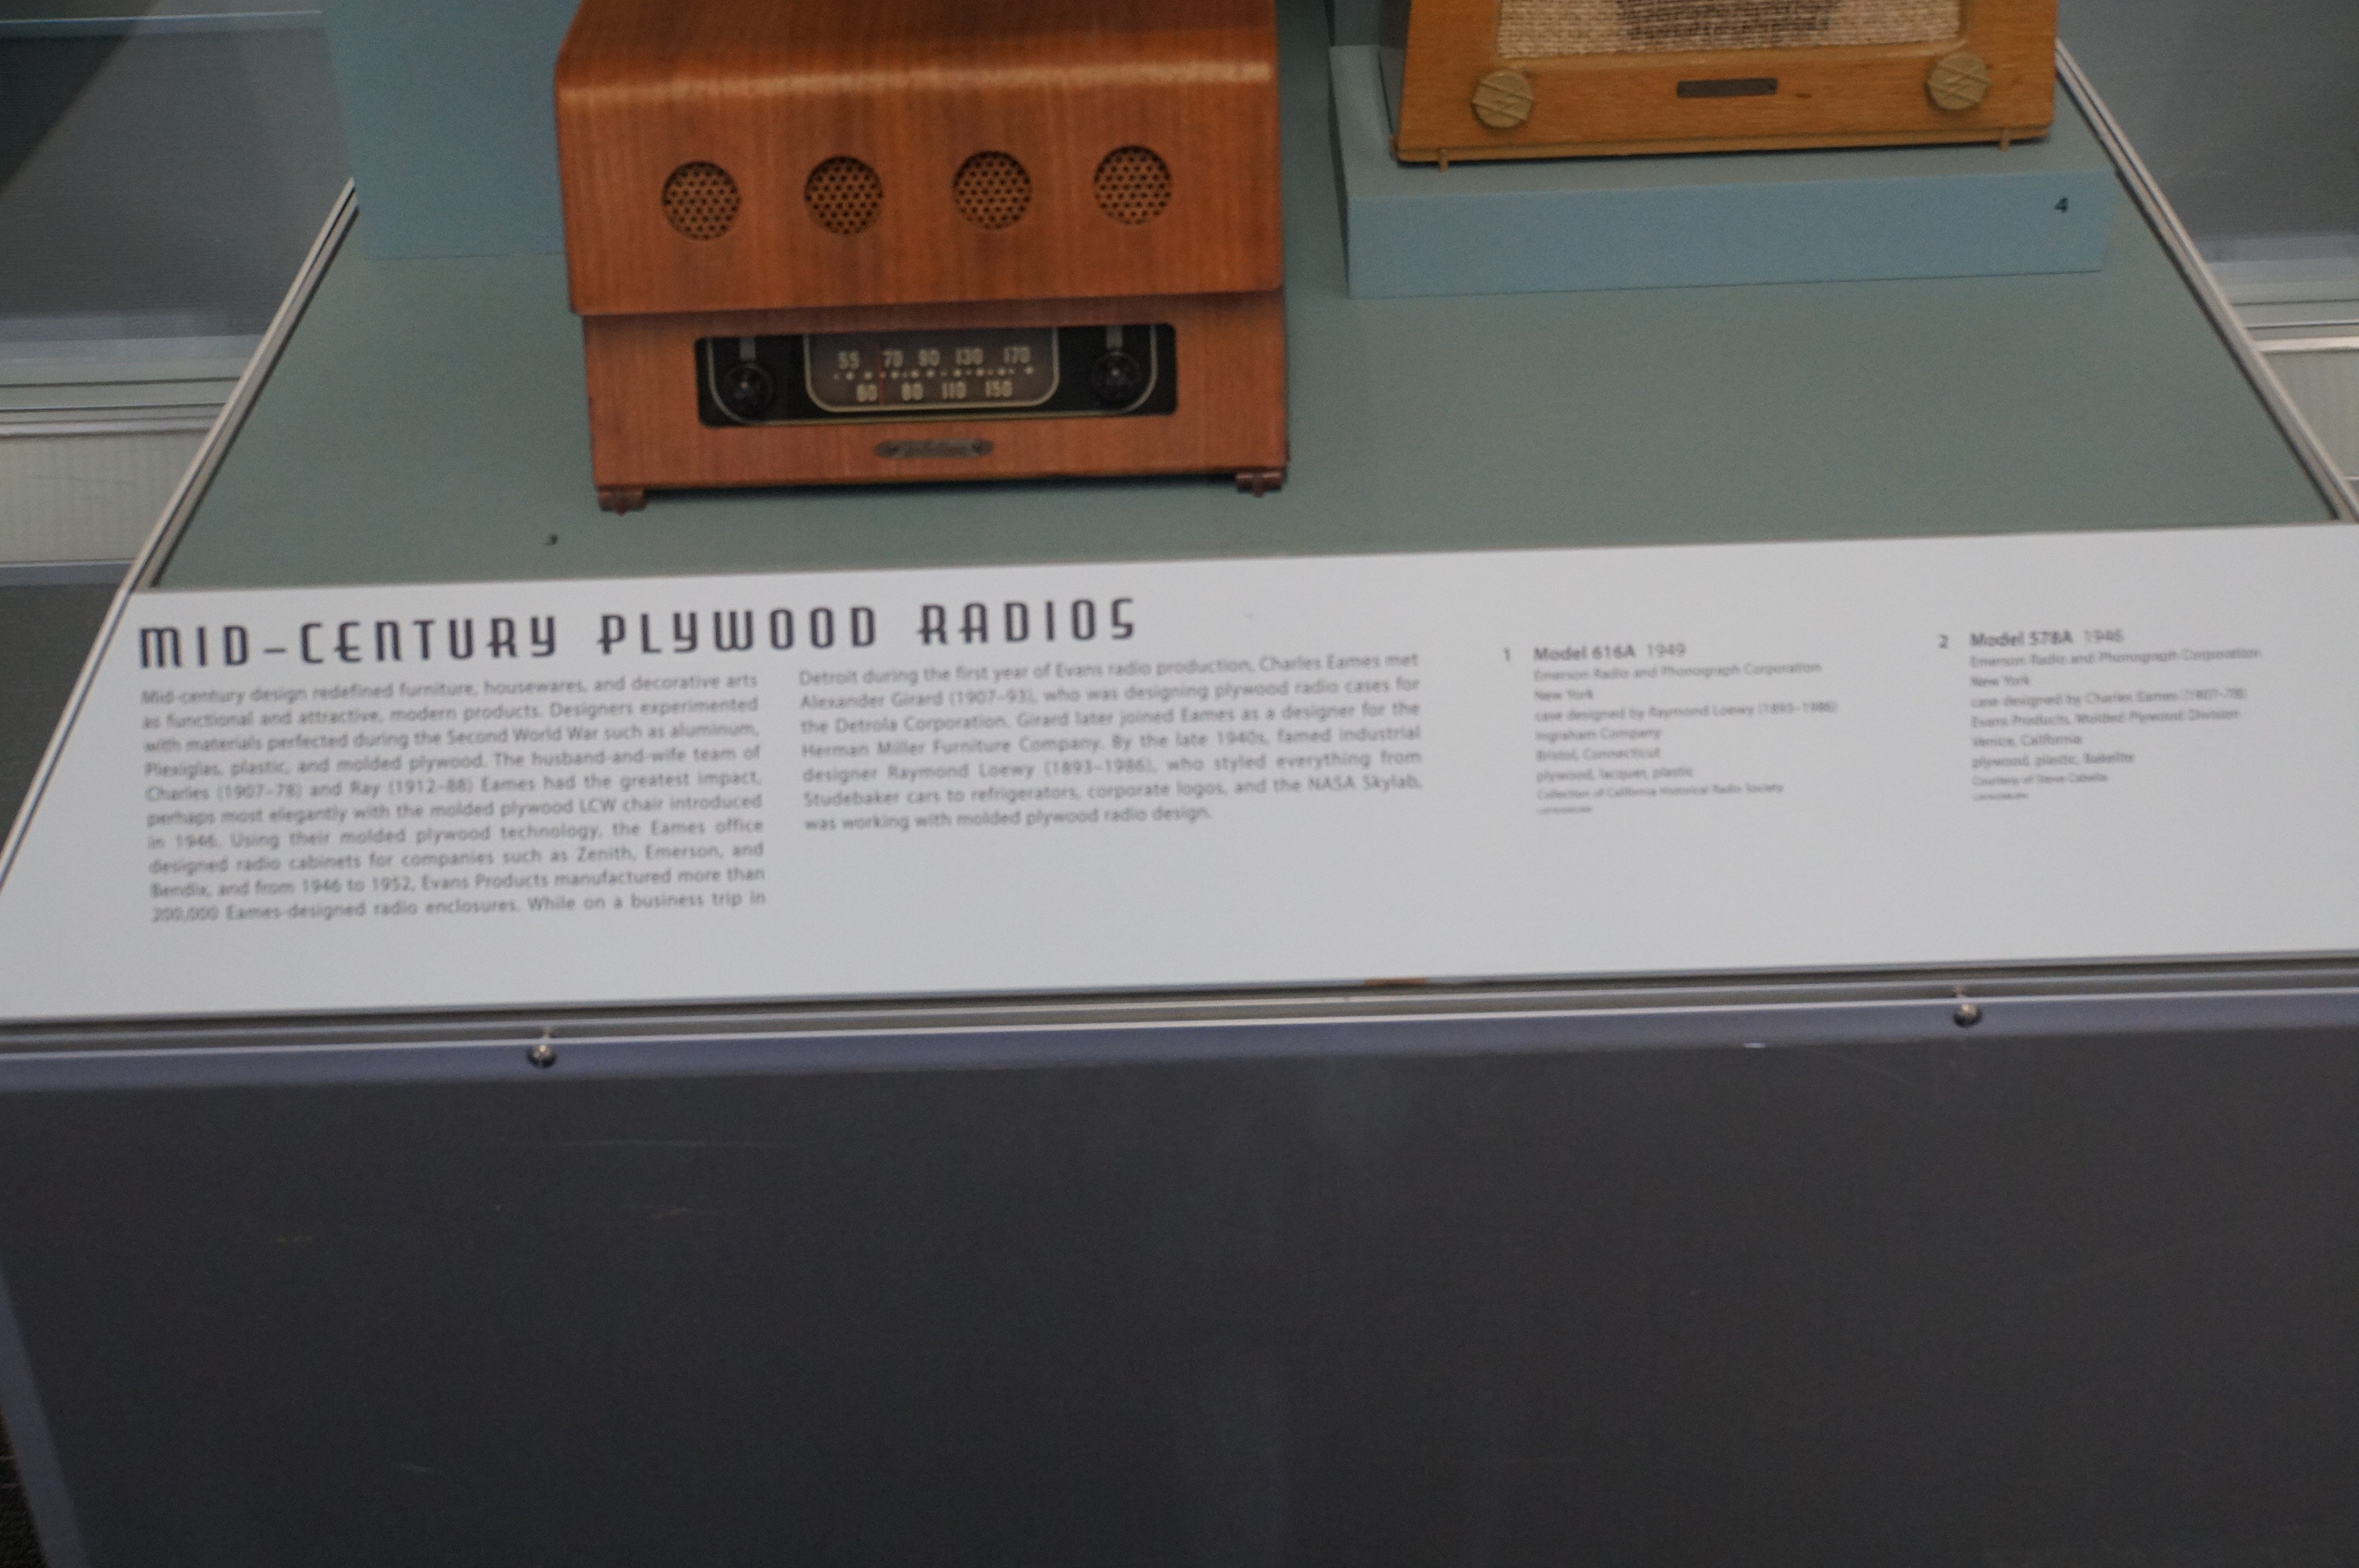 4
55 70 90 130 170
60 80 110 150
3
MID-CENTURY PLYWOOD RADIOS
Mid-century design redefined furniture, housewares, and decorative arts
as functional and attractive, modern products. Designers experimented
with materials perfected during the Second World War such as aluminum,
Plexiglas, plastic, and molded plywood. The husband-and-wife team of
Charles (1907–78) and Ray (1912–88) Eames had the greatest impact,
perhaps most elegantly with the molded plywood LCW chair introduced
in 1946. Using their molded plywood technology, the Eames office
designed radio cabinets for companies such as Zenith, Emerson, and
Bendix, and from 1946 to 1952, Evans Products manufactured more than
200,000 Eames-designed radio enclosures. While on a business trip in
Detroit during the first year of Evans radio production, Charles Eames met
Alexander Girard (1907–93), who was designing plywood radio cases for
the Detrola Corporation. Girard later joined Eames as a designer for the
Herman Miller Furniture Company. By the late 1940s, famed industrial
designer Raymond Loewy (1893–1986), who styled everything from
Studebaker cars to refrigerators, corporate logos, and the NASA Skylab,
was working with molded plywood radio design.
1 Model 616A 1949
Emerson Radio and Phonograph Corporation
New York
case designed by Raymond Loewy (1893–1986)
Ingraham Company
Bristol, Connecticut
plywood, lacquer, plastic
Collection of California Historical Radio Society
2 Model 578A 1946
Emerson Radio and Phonograph Corporation
New York
case designed by Charles Eames (1907–78)
Evans Products, Molded Plywood Division
Venice, California
plywood, plastic, Bakelite
Courtesy of Steve Cabella